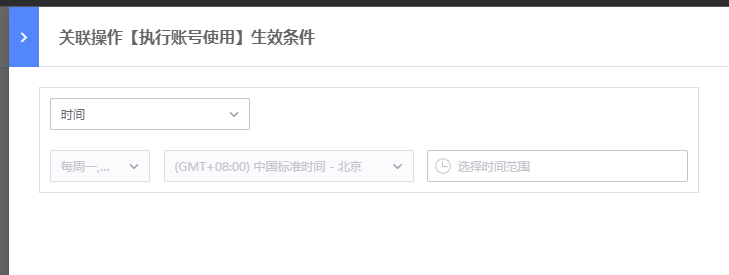 关联操作【执行账号使用】生效条件
时间
每周一,...
(GMT+08:00) 中国标准时间 - 北京
选择时间范围